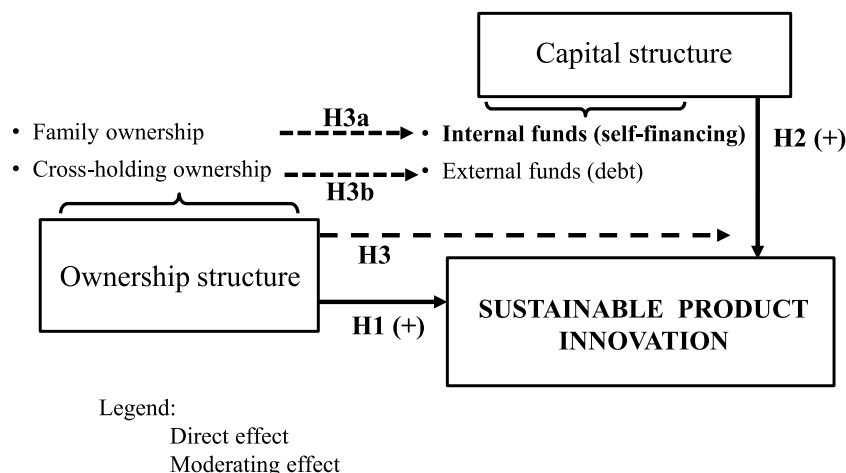 Capital structure
H3a
• Family ownership
• Internal funds (self-financing)
H2 (+)
• Cross-holding ownership
• External funds (debt)
H3b
H3
Ownership structure
SUSTAINABLE PRODUCT
INNOVATION
H1 (+)
Legend:
Direct effect
Moderating effect